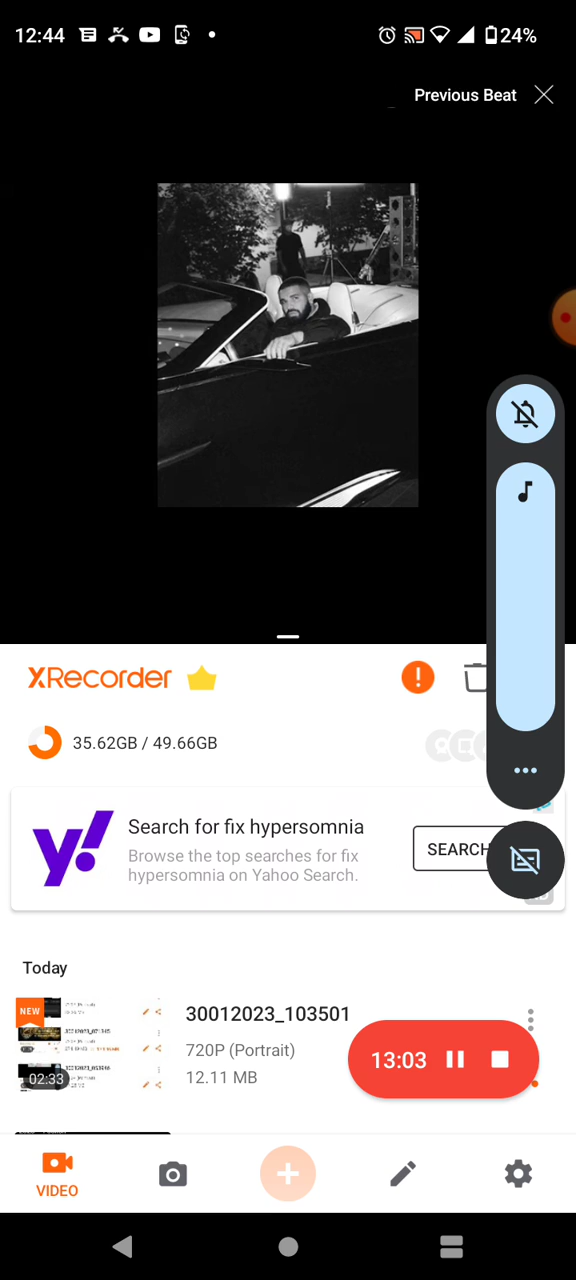 12:44
24%
Previous Beat
XRecorder
!
35.62GB / 49.66GB
y!
Search for fix hypersomnia
Browse the top searches for fix
hypersomnia on Yahoo Search.
SEARCH
Today
NEW
02:33
30012023_103501
720P (Portrait)
12.11 MB
13:03
VIDEO